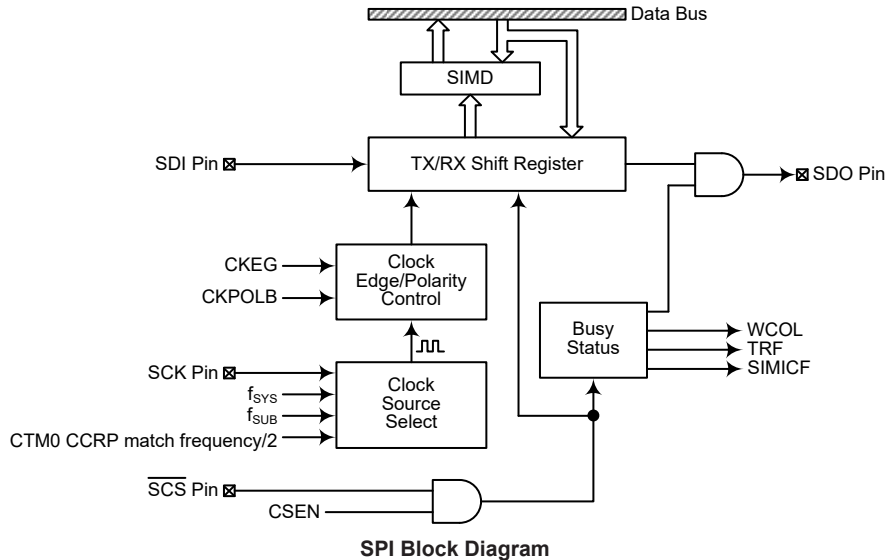 Data Bus
SIMD
SDI Pin
TX/RX Shift Register
SDO Pin
CKEG
CKPOLB
Clock
Edge/Polarity
Control
Busy
Status
WCOL
TRF
SIMICF
SCK Pin
fSYS
fSUB
CTM0 CCRP match frequency/2
Clock
Source
Select
SCS Pin
CSEN
SPI Block Diagram